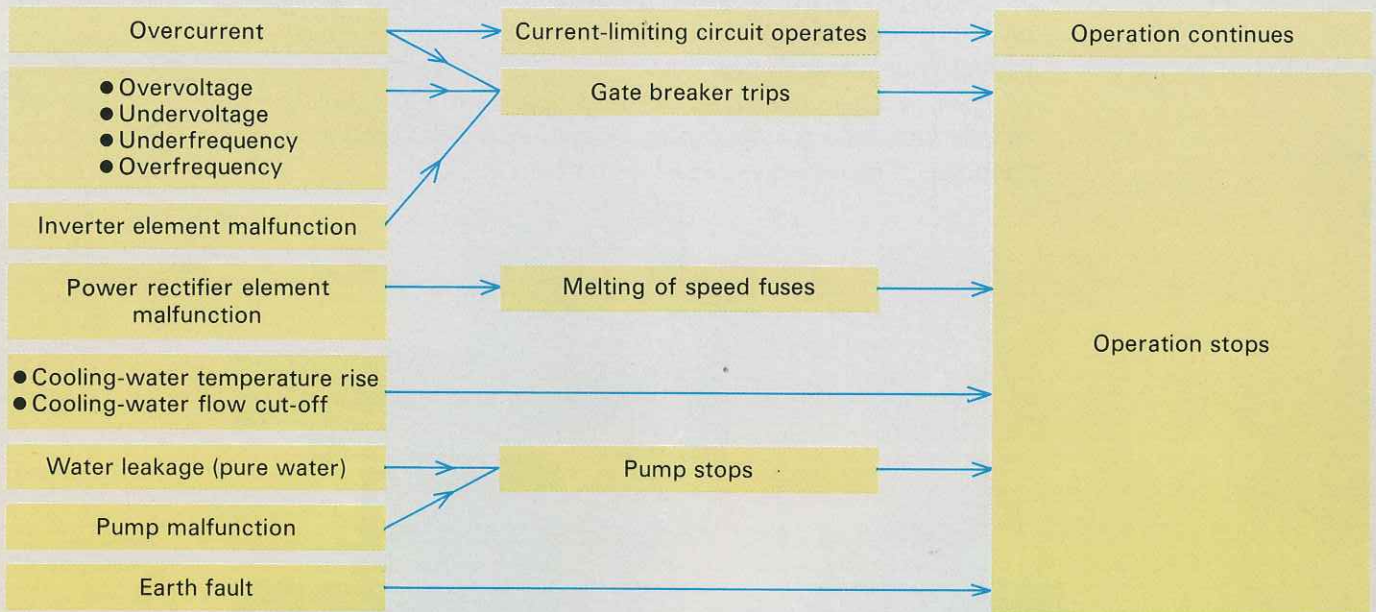 Overcurrent
Current-limiting circuit operates
Operation continues
● Overvoltage
● Undervoltage
● Underfrequency
● Overfrequency
Gate breaker trips
Inverter element malfunction
Power rectifier element
malfunction
Melting of speed fuses
Operation stops
● Cooling-water temperature rise
● Cooling-water flow cut-off
Water leakage (pure water)
Pump stops
Pump malfunction
Earth fault